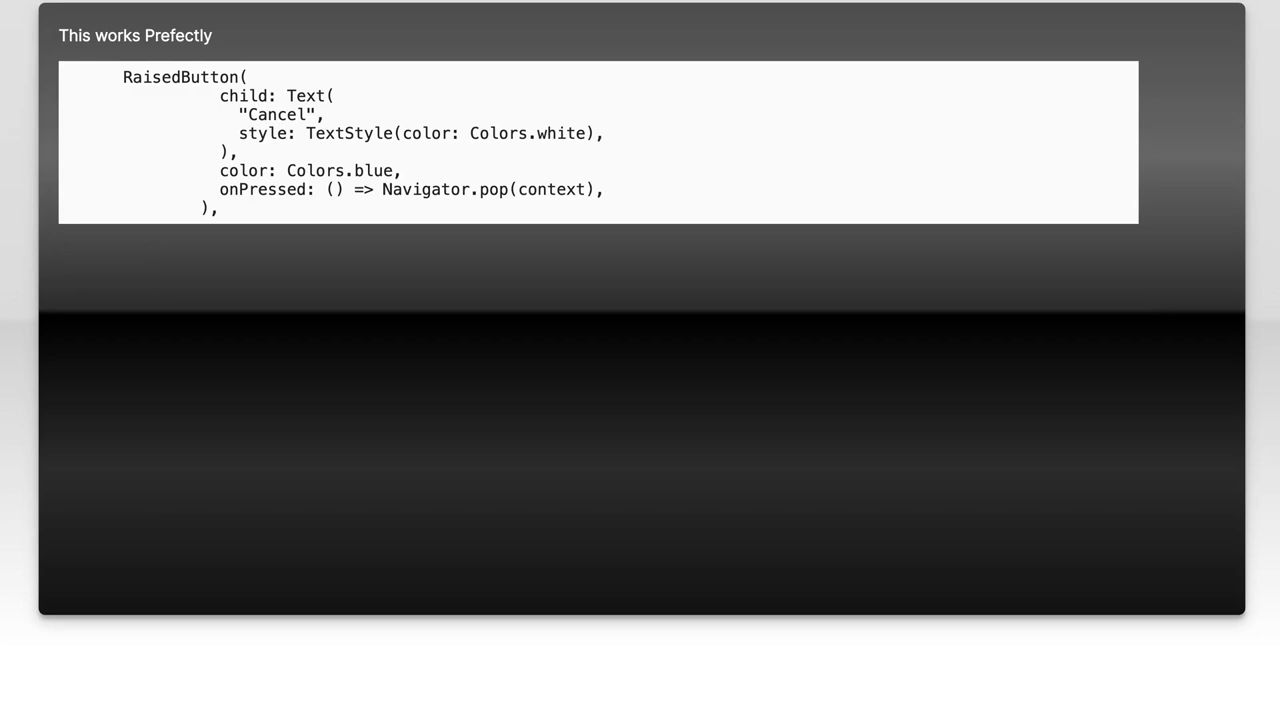 This works Prefectly
RaisedButton(
child: Text(
"Cancel",
style: TextStyle(color: Colors.white),
),
color: Colors.blue,
onPressed: () => Navigator.pop(context),
),